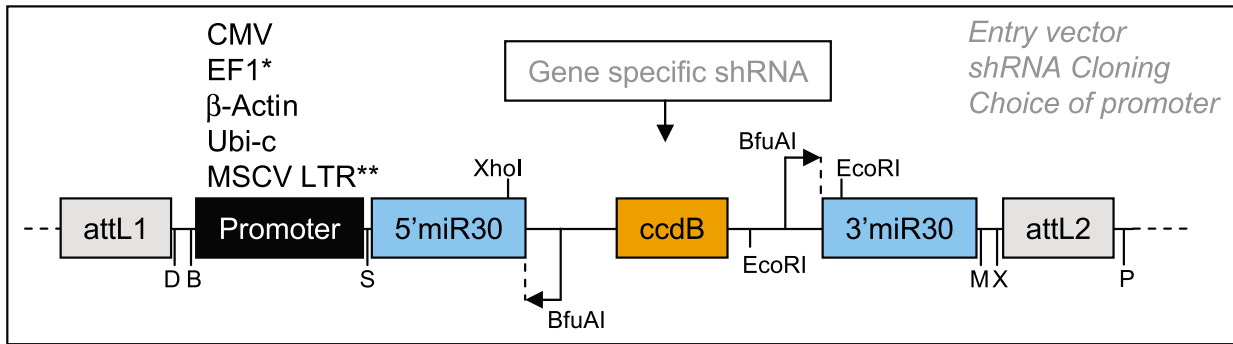 CMV
EF1*
β-Actin
Ubi-c
MSCV LTR**
Gene specific shRNA
Entry vector
shRNA Cloning
Choice of promoter
XhoI
BfuAI
EcoRI
attL1
Promoter
5’miR30
ccdB
3’miR30
attL2
D
B
S
BfuAI
EcoRI
M
X
P